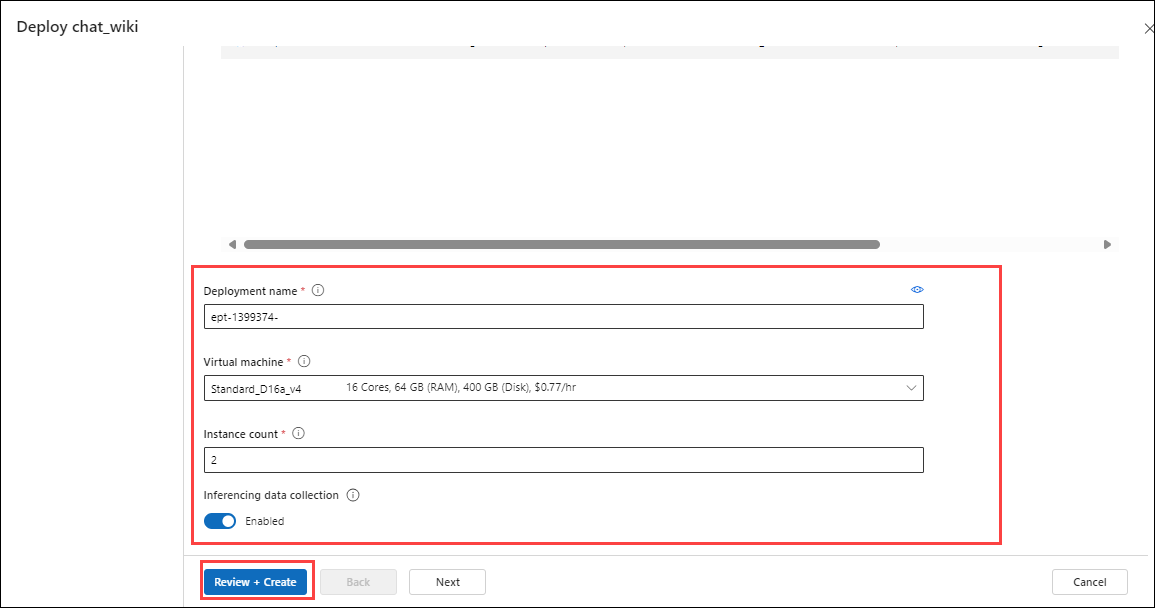 Deploy chat_wiki
Deployment name *
ept-1399374-
Virtual machine *
Standard_D16a_v4 16 Cores, 64 GB (RAM), 400 GB (Disk), $0.77/hr
Instance count *
2
Inferencing data collection
Enabled
Review + Create Back Next Cancel